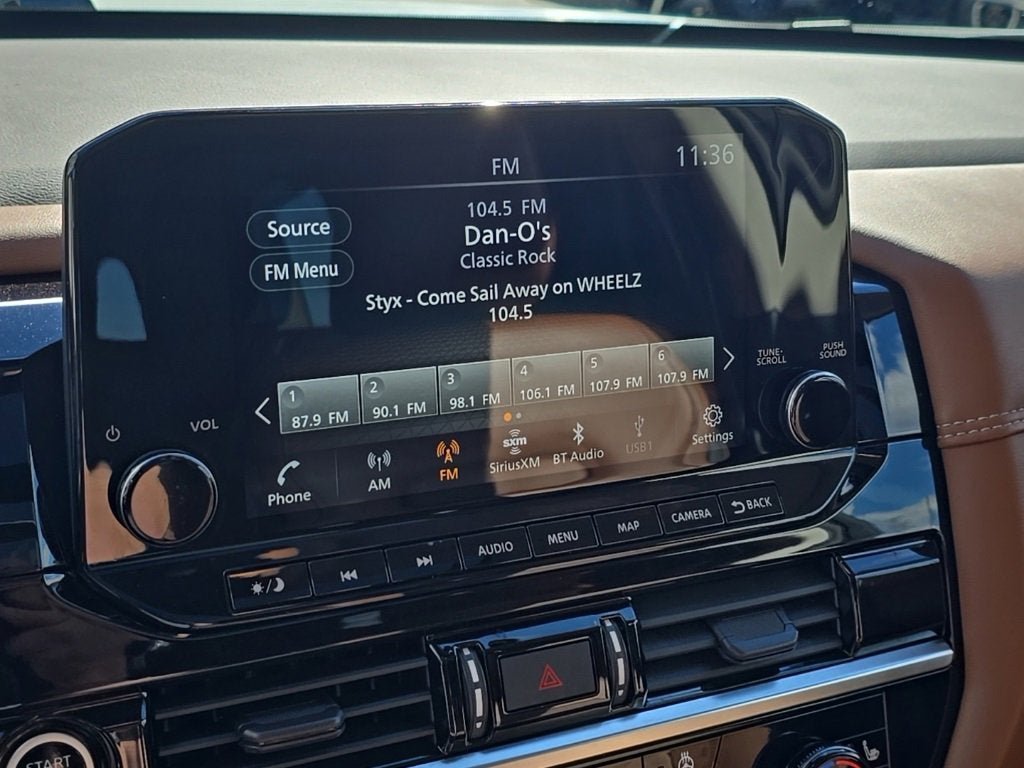 FM
11:36
Source
FM Menu
104.5 FM
Dan-O's
Classic Rock
Styx - Come Sail Away on WHEELZ
104.5
1
87.9 FM
2
90.1 FM
3
98.1 FM
4
106.1 FM
5
107.9 FM
6
107.9 FM
Phone
AM
FM
sxm
SiriusXM
BT Audio
USB1
Settings
VOL
TUNE·
SCROLL
PUSH
SOUND
AUDIO
MENU
MAP
CAMERA
BACK
START